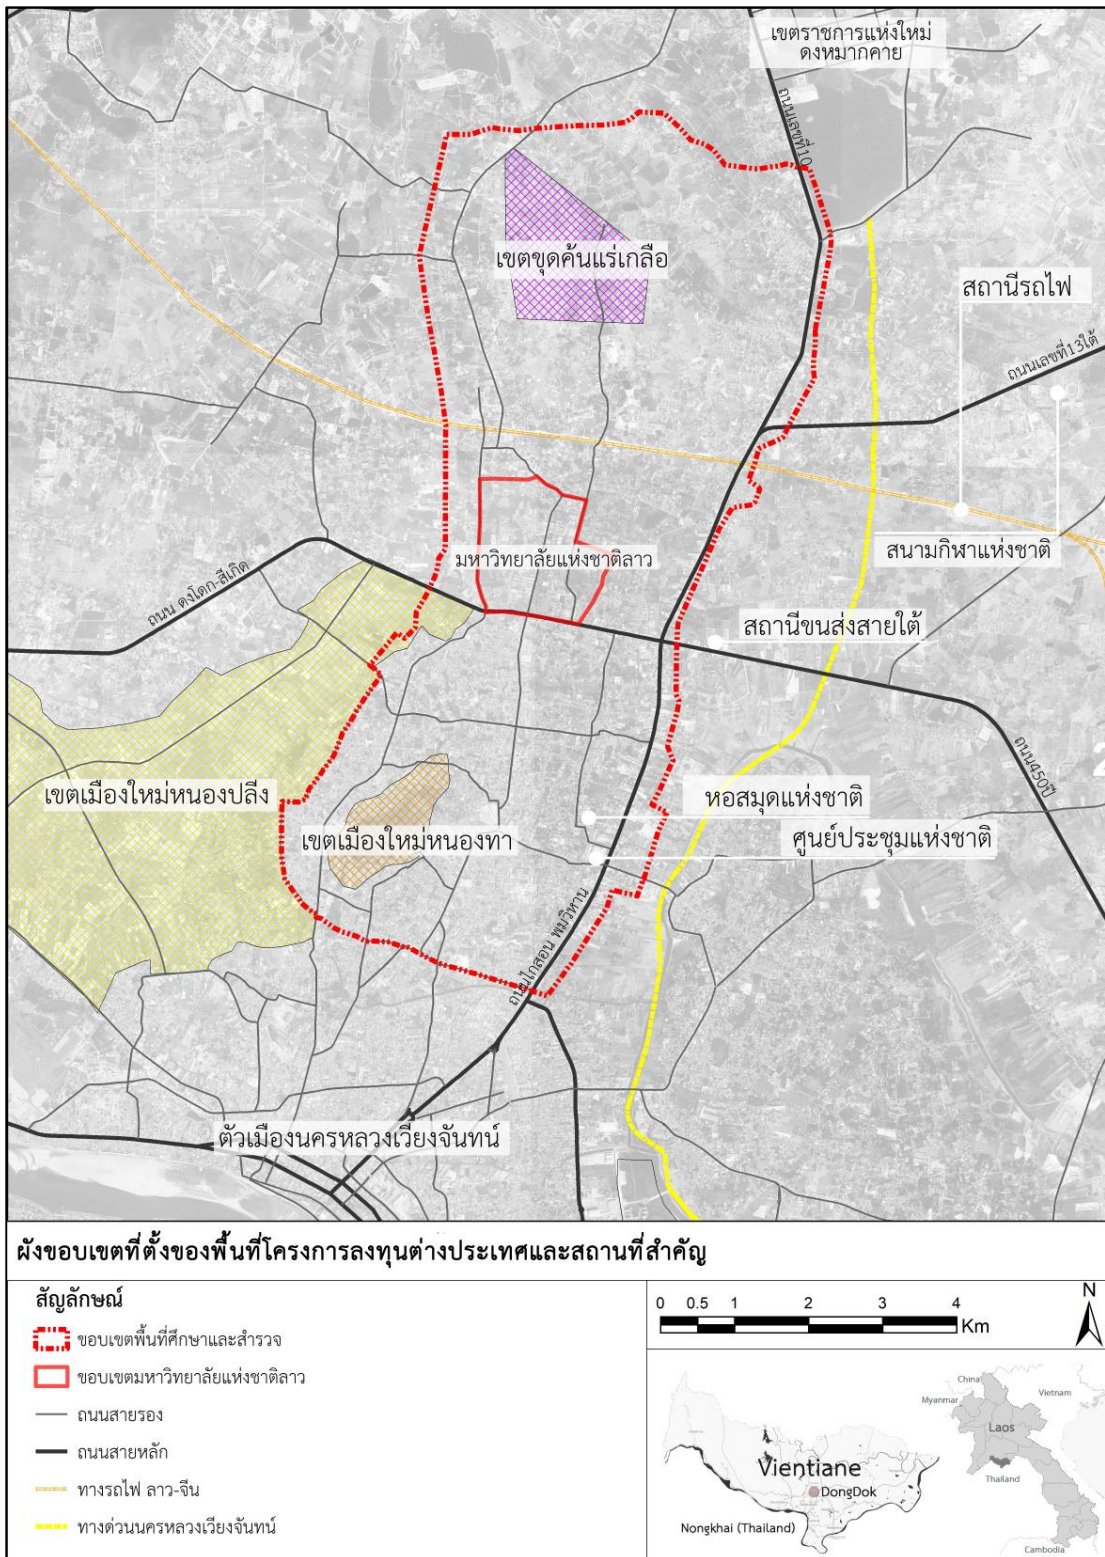 เขตราชการแห่งใหม่
ดงหมากคาย
ถนนเลขที่10
เขตขุดค้นแร่เกลือ
สถานีรถไฟ
ถนนเลขที่13ใต้
สนามกีฬาแห่งชาติ
มหาวิทยาลัยแห่งชาติลาว
ถนน ดงโดก-สีเกิด
สถานีขนส่งสายใต้
ถนน450ปี
เขตเมืองใหม่หนองปลิ่ง
หอสมุดแห่งชาติ
เขตเมืองใหม่หนองทา
ศูนย์ประชุมแห่งชาติ
ถนนไกสอน พมวิหาน
ตัวเมืองนครหลวงเวียงจันทน์
ผังขอบเขตที่ตั้งของพื้นที่โครงการลงทุนต่างประเทศและสถานที่สำคัญ
สัญลักษณ์
ขอบเขตพื้นที่ศึกษาและสำรวจ
ขอบเขตมหาวิทยาลัยแห่งชาติลาว
ถนนสายรอง
ถนนสายหลัก
ทางรถไฟ ลาว-จีน
ทางด่วนนครหลวงเวียงจันทน์
0 0.5 1 2 3 4
Km
N
Vientiane
DongDok
Nongkhai (Thailand)
China
Myanmar
Vietnam
Laos
Thailand
Cambodia